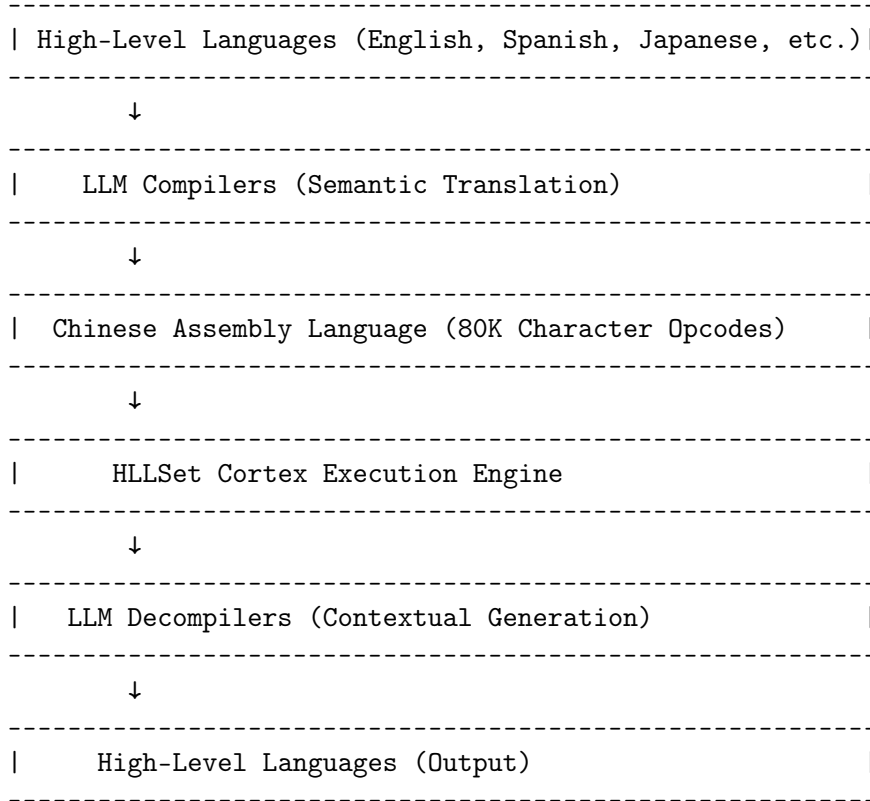 -----------------------------------------------------------
| High-Level Languages (English, Spanish, Japanese, etc.)|
-----------------------------------------------------------
↓
-----------------------------------------------------------
| LLM Compilers (Semantic Translation) |
-----------------------------------------------------------
↓
-----------------------------------------------------------
| Chinese Assembly Language (80K Character Opcodes) |
-----------------------------------------------------------
↓
-----------------------------------------------------------
| HLLSet Cortex Execution Engine |
-----------------------------------------------------------
↓
-----------------------------------------------------------
| LLM Decompilers (Contextual Generation) |
-----------------------------------------------------------
↓
-----------------------------------------------------------
| High-Level Languages (Output) |
-----------------------------------------------------------